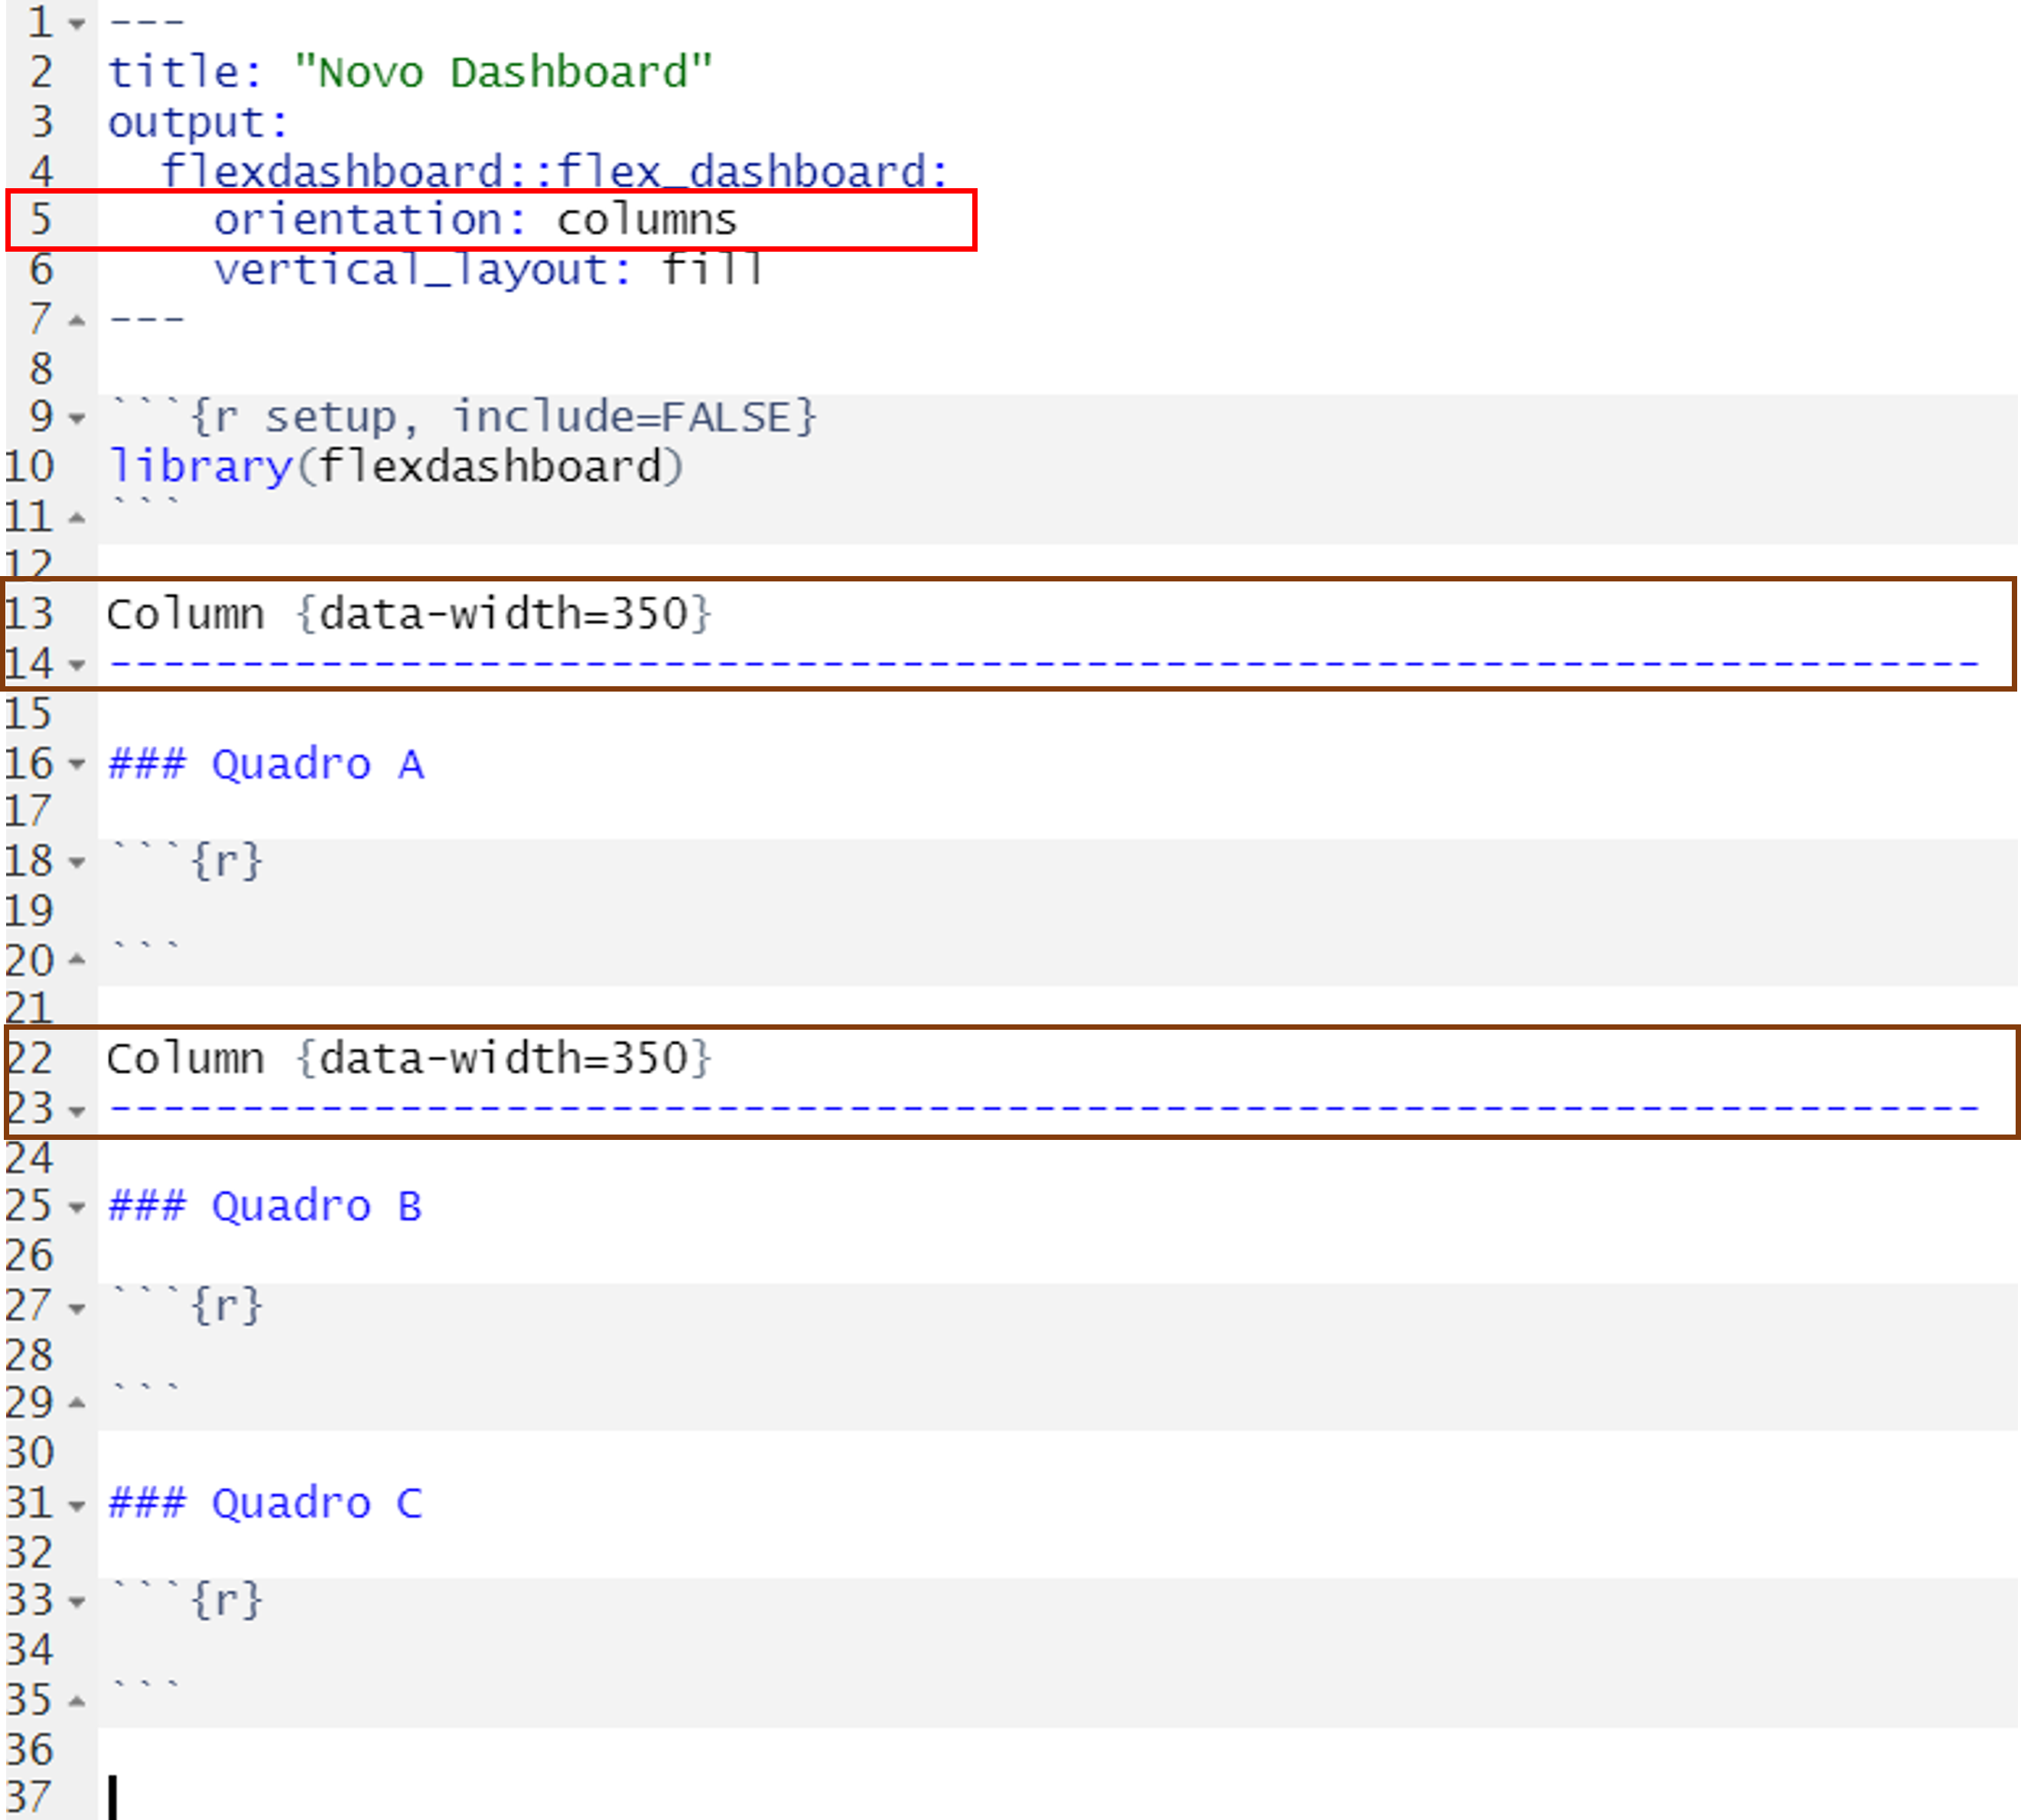 1 ---
2 title: "Novo Dashboard"
3 output:
4   flexdashboard::flex_dashboard:
5     orientation: columns
6     vertical_layout: fill
7 ---
8
9 ```{r setup, include=FALSE}
10 library(flexdashboard)
11 ```
12
13 Column {data-width=350}
14 -----------------------------------------------------------------------
15
16 ### Quadro A
17
18 ```{r}
19
20 ```
21
22 Column {data-width=350}
23 -----------------------------------------------------------------------
24
25 ### Quadro B
26
27 ```{r}
28
29 ```
30
31 ### Quadro C
32
33 ```{r}
34
35 ```
36
37